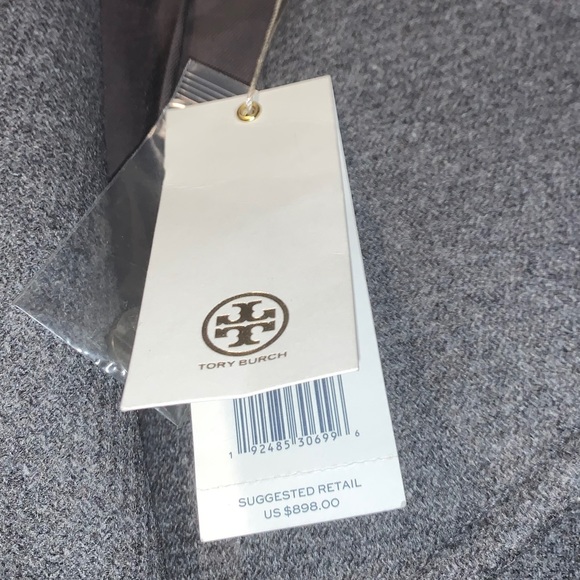 TORY BURCH
1 92485 30699 6
SUGGESTED RETAIL
US $898.00